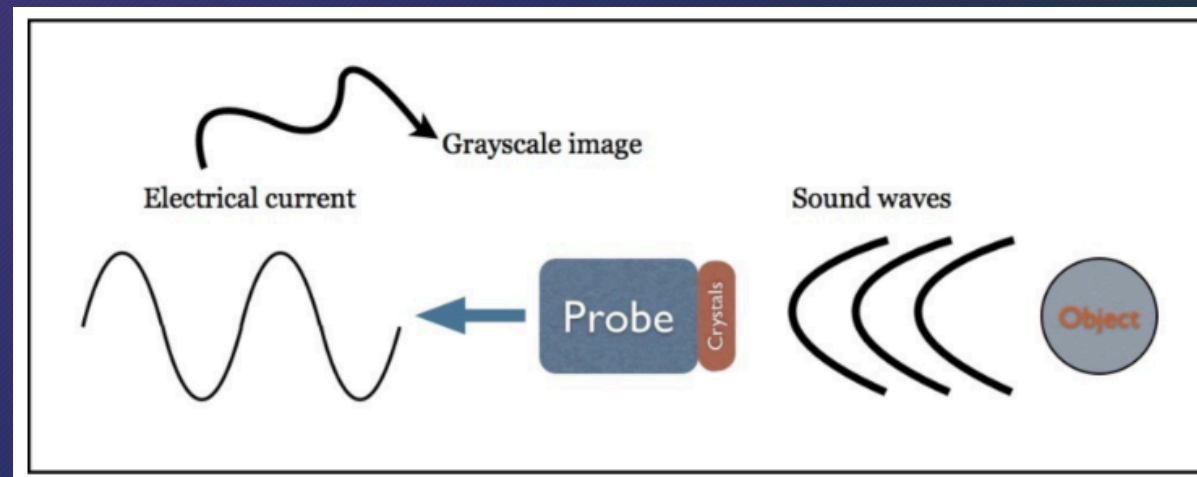 Grayscale image
Electrical current
Sound waves
Probe
Crystals
Object